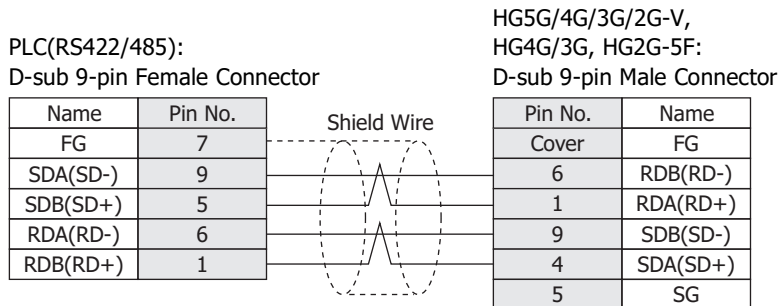 HG5G/4G/3G/2G-V,
PLC(RS422/485): HG4G/3G, HG2G-5F:
D-sub 9-pin Female Connector D-sub 9-pin Male Connector
Name Pin No. Shield Wire Pin No. Name
FG 7 Cover FG
SDA(SD-) 9 6 RDB(RD-)
SDB(SD+) 5 1 RDA(RD+)
RDA(RD-) 6 9 SDB(SD-)
RDB(RD+) 1 4 SDA(SD+)
5 SG